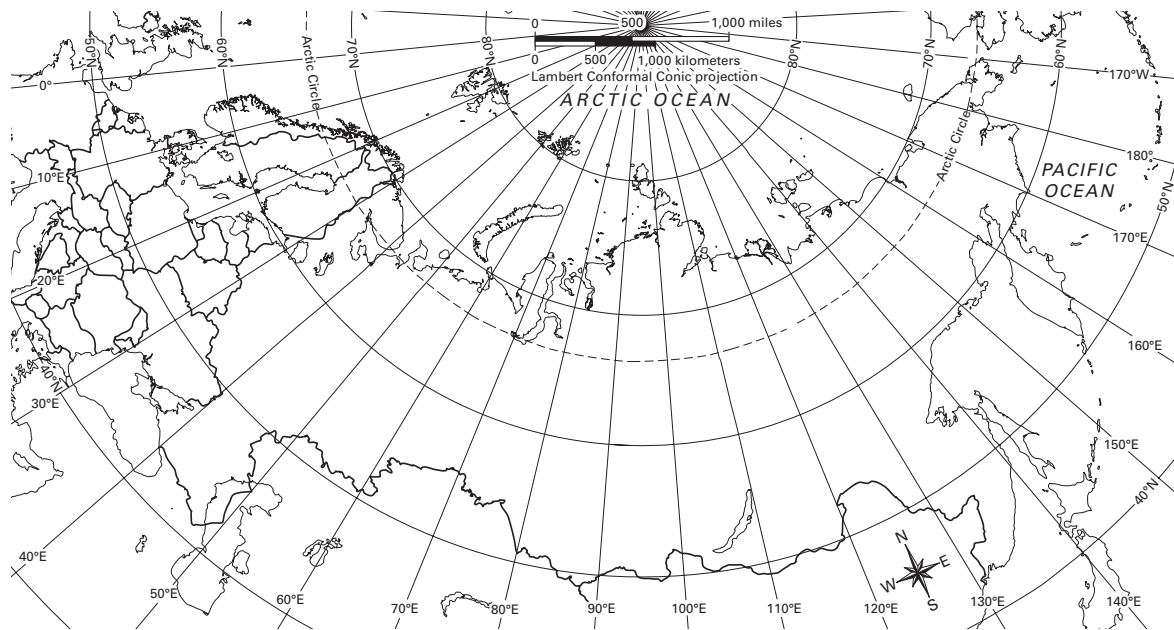 0 500 1,000 miles
0 500 1,000 kilometers
Lambert Conformal Conic projection
ARCTIC OCEAN
50°N
60°N
Arctic Circle
70°N
80°N
80°N
70°N
Arctic Circle
60°N
170°W
180°
PACIFIC
OCEAN
50°N
170°E
160°E
150°E
40°N
140°E
0°
10°E
20°E
40°N
30°E
40°E
50°E
60°E
70°E
80°E
90°E
100°E
110°E
120°E
130°E
N
E
W
S